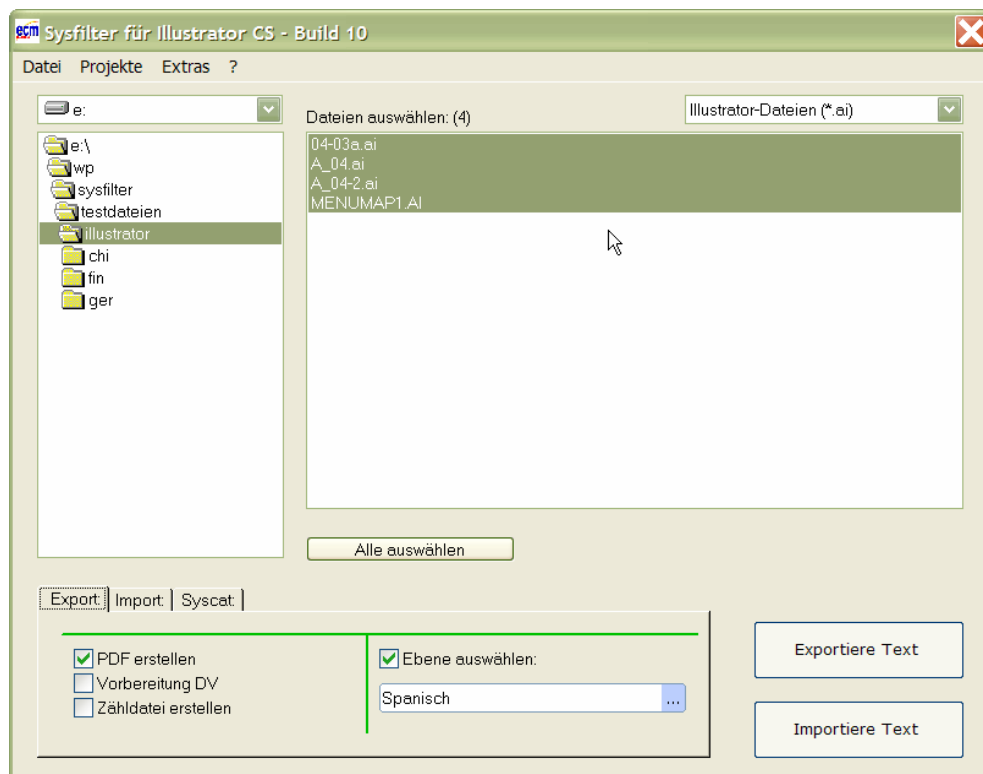 ecm Sysfilter für Illustrator CS - Build 10
Datei Projekte Extras ?
e:
Dateien auswählen: (4)
Illustrator-Dateien (*.ai)
e:\
wp
sysfilter
testdateien
illustrator
chi
fin
ger
04-03a.ai
A_04.ai
A_04-2.ai
MENUMAP1.AI
Alle auswählen
Export: Import: Syscat:
PDF erstellen
Vorbereitung DV
Zähldatei erstellen
Ebene auswählen:
Spanisch ...
Exportiere Text
Importiere Text